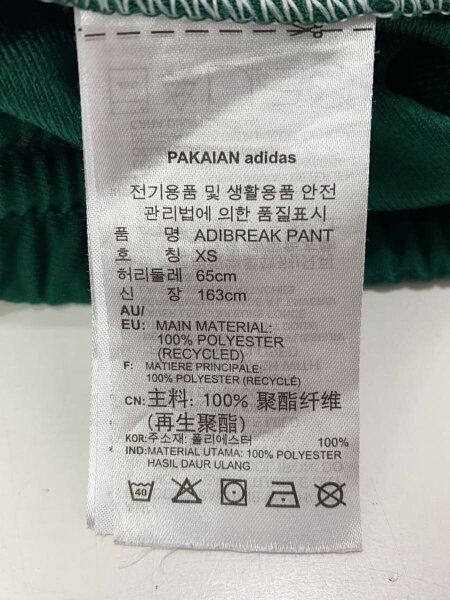 PAKAIAN adidas
전기용품 및 생활용품 안전
관리법에 의한 품질표시
품 명 ADIBREAK PANT
호 칭 XS
허리둘레 65cm
신 장 163cm
AU/
EU: MAIN MATERIAL:
100% POLYESTER
(RECYCLED)
F: MATIERE PRINCIPALE:
100% POLYESTER (RECYCLÉ)
CN: 主料: 100% 聚酯纤维
(再生聚酯)
KOR:주소재: 폴리에스터 100%
IND:MATERIAL UTAMA: 100% POLYESTER
HASIL DAUR ULANG
40